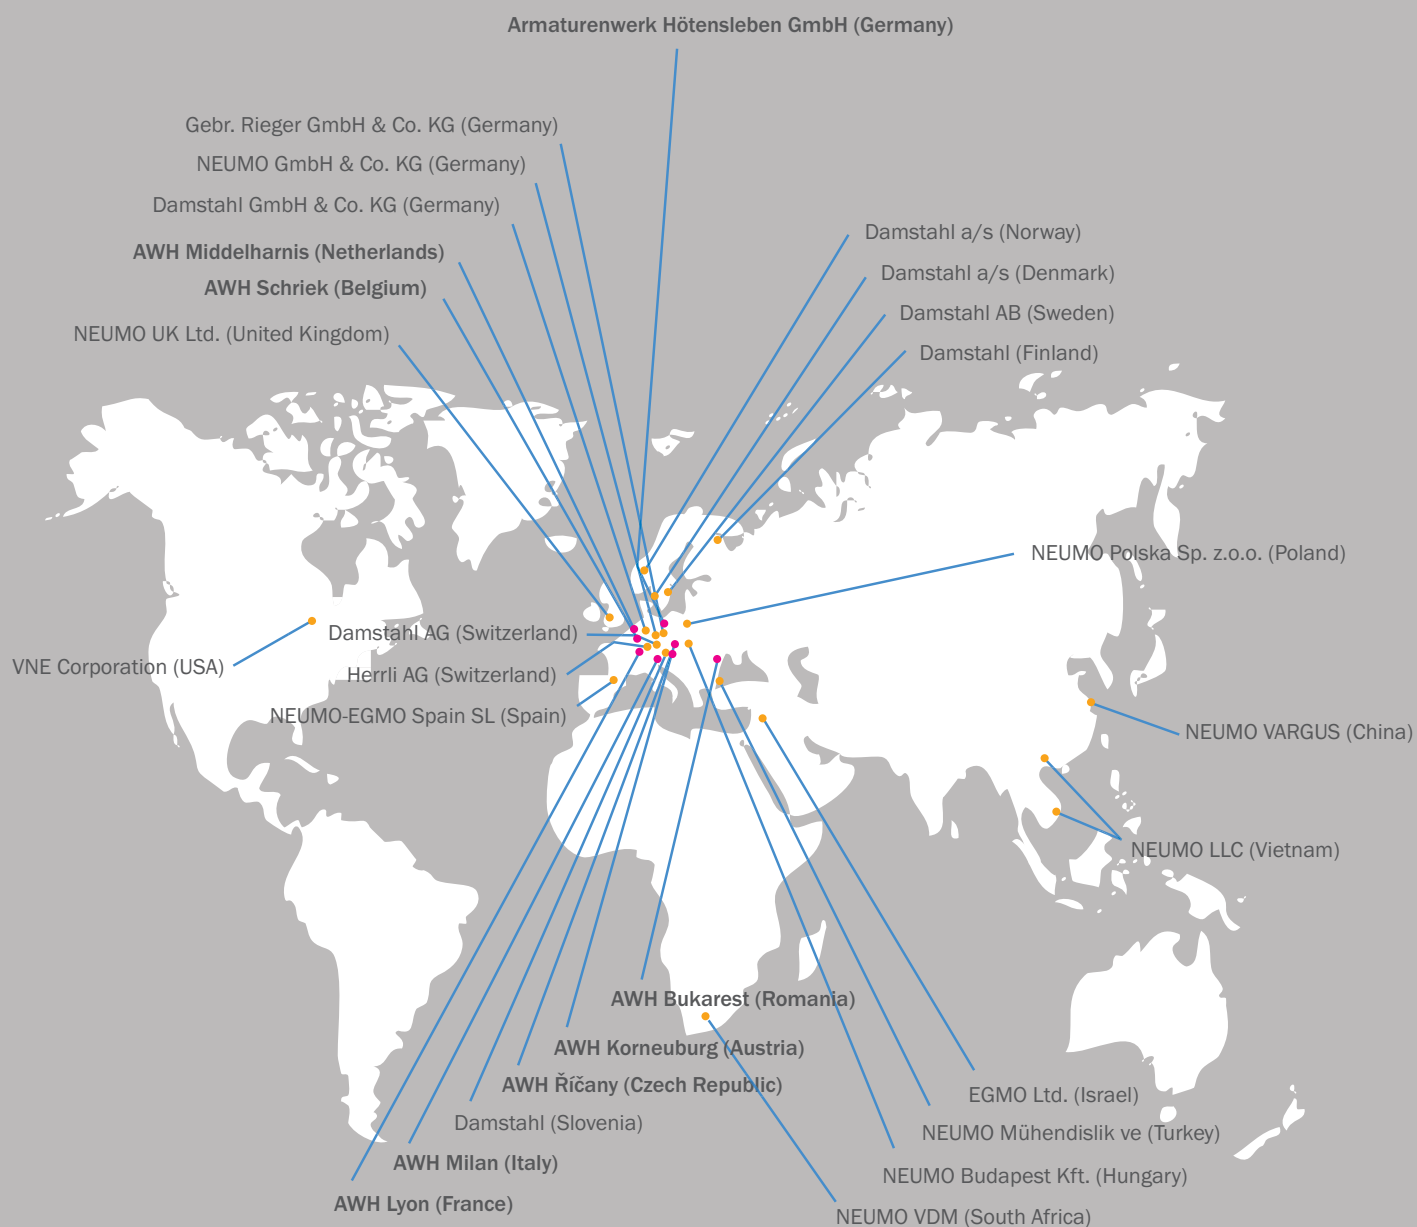 Armaturenwerk Hötensleben GmbH (Germany)
Gebr. Rieger GmbH & Co. KG (Germany)
NEUMO GmbH & Co. KG (Germany)
Damstahl GmbH & Co. KG (Germany)
AWH Middelharnis (Netherlands)
AWH Schriek (Belgium)
NEUMO UK Ltd. (United Kingdom)
Damstahl a/s (Norway)
Damstahl a/s (Denmark)
Damstahl AB (Sweden)
Damstahl (Finland)
NEUMO Polska Sp. z.o.o. (Poland)
Damstahl AG (Switzerland)
VNE Corporation (USA)
Herrli AG (Switzerland)
NEUMO-EGMO Spain SL (Spain)
NEUMO VARGUS (China)
NEUMO LLC (Vietnam)
AWH Bukarest (Romania)
AWH Korneuburg (Austria)
AWH Říčany (Czech Republic)
Damstahl (Slovenia)
AWH Milan (Italy)
AWH Lyon (France)
EGMO Ltd. (Israel)
NEUMO Mühendislik ve (Turkey)
NEUMO Budapest Kft. (Hungary)
NEUMO VDM (South Africa)